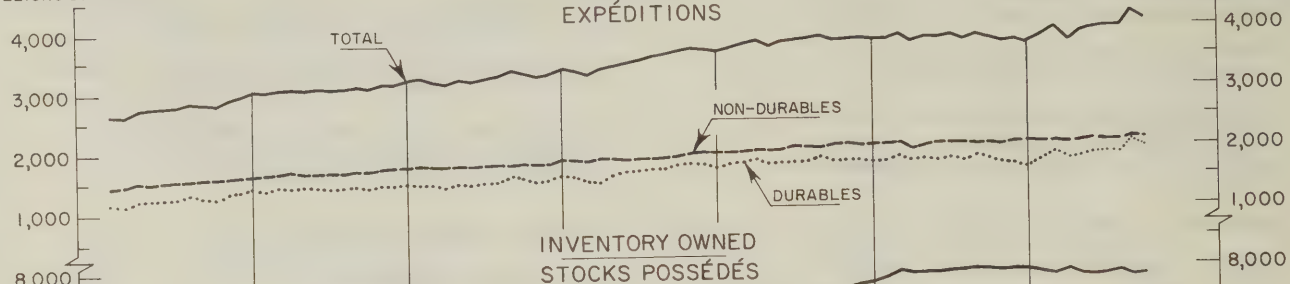 EXPÉDITIONS
4,000
4,000
TOTAL
3,000
3,000
NON-DURABLES
2,000
2,000
DURABLES
1,000
1,000
INVENTORY OWNED
STOCKS POSSÉDÉS
8,000
8,000